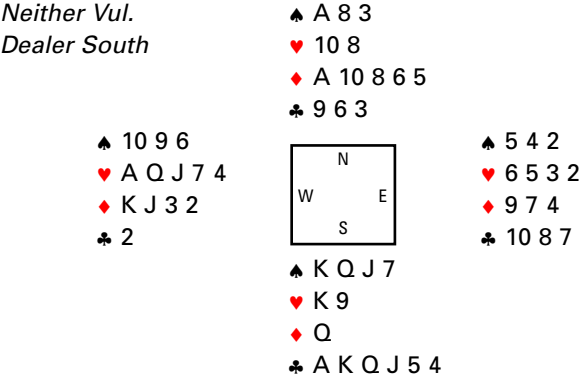 Neither Vul.
Dealer South
♠ A 8 3
♥ 10 8
♦ A 10 8 6 5
♣ 9 6 3
♠ 10 9 6
♥ A Q J 7 4
♦ K J 3 2
♣ 2
N
W E
S
♠ 5 4 2
♥ 6 5 3 2
♦ 9 7 4
♣ 10 8 7
♠ K Q J 7
♥ K 9
♦ Q
♣ A K Q J 5 4